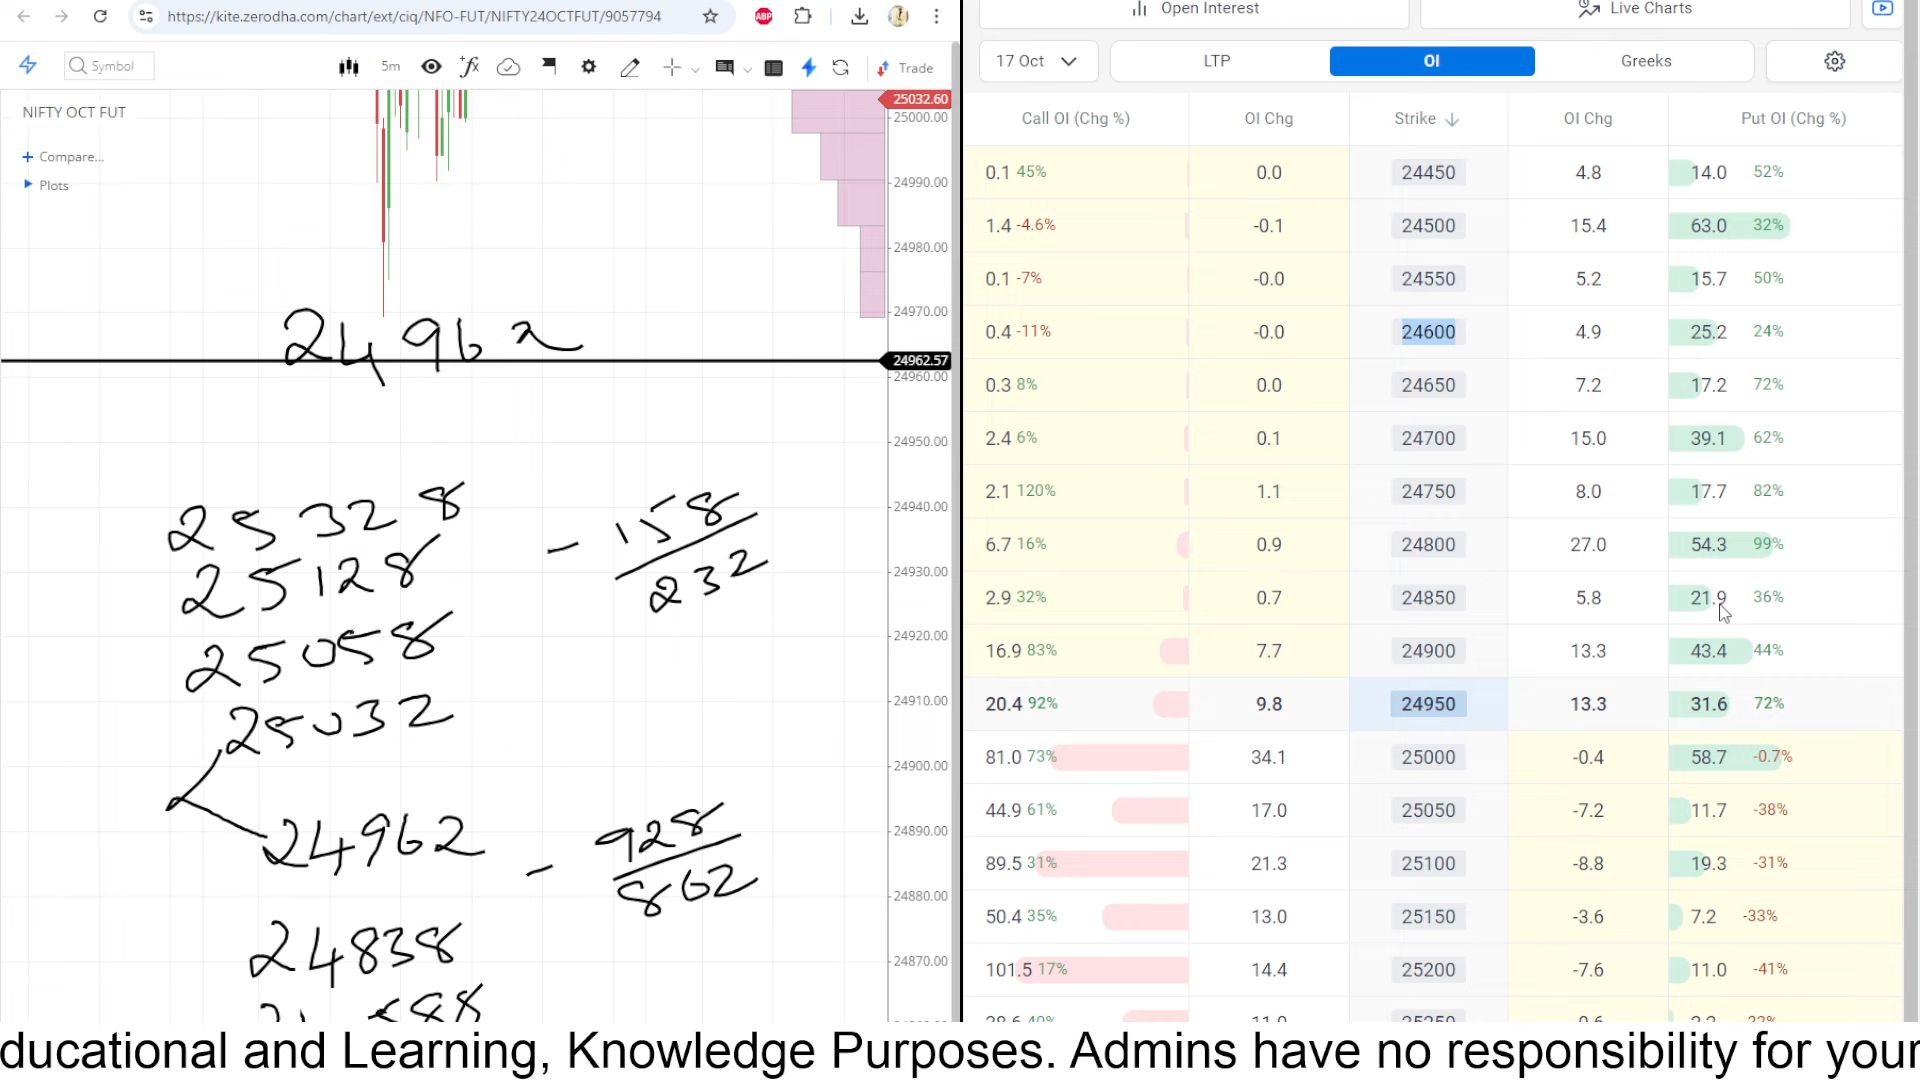 https://kite.zerodha.com/chart/ext/ciq/NFO-FUT/NIFTY24OCTFUT/9057794
ABP
Symbol
5m
Trade
NIFTY OCT FUT
+ Compare...
Plots
25032.60
25000.00
24990.00
24980.00
24970.00
24962.57
24960.00
24950.00
24940.00
24930.00
24920.00
24910.00
24900.00
24890.00
24880.00
24870.00
24962
25328
25128 - 158
232
25058
25032
24962 - 928
862
24838
Open Interest
Live Charts
17 Oct
LTP
OI
Greeks
Call OI (Chg %) OI Chg Strike OI Chg Put OI (Chg %)
0.1 45% 0.0 24450 4.8 14.0 52%
1.4 -4.6% -0.1 24500 15.4 63.0 32%
0.1 -7% -0.0 24550 5.2 15.7 50%
0.4 -11% -0.0 24600 4.9 25.2 24%
0.3 8% 0.0 24650 7.2 17.2 72%
2.4 6% 0.1 24700 15.0 39.1 62%
2.1 120% 1.1 24750 8.0 17.7 82%
6.7 16% 0.9 24800 27.0 54.3 99%
2.9 32% 0.7 24850 5.8 21.9 36%
16.9 83% 7.7 24900 13.3 43.4 44%
20.4 92% 9.8 24950 13.3 31.6 72%
81.0 73% 34.1 25000 -0.4 58.7 -0.7%
44.9 61% 17.0 25050 -7.2 11.7 -38%
89.5 31% 21.3 25100 -8.8 19.3 -31%
50.4 35% 13.0 25150 -3.6 7.2 -33%
101.5 17% 14.4 25200 -7.6 11.0 -41%
ducational and Learning, Knowledge Purposes. Admins have no responsibility for your